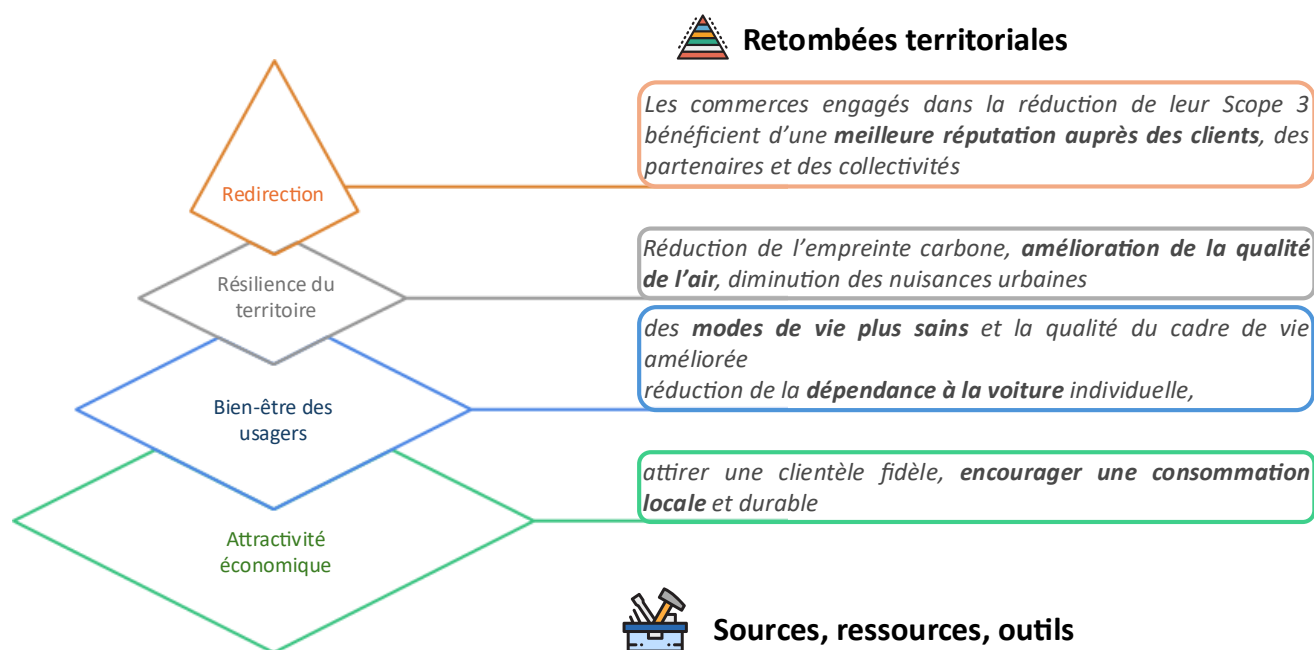 Retombées territoriales
Les commerces engagés dans la réduction de leur Scope 3
bénéficient d’une meilleure réputation auprès des clients, des
partenaires et des collectivités
Redirection
Réduction de l’empreinte carbone, amélioration de la qualité
de l’air, diminution des nuisances urbaines
Résilience du
territoire
des modes de vie plus sains et la qualité du cadre de vie
améliorée
réduction de la dépendance à la voiture individuelle,
Bien-être des
usagers
attirer une clientèle fidèle, encourager une consommation
locale et durable
Attractivité
économique
Sources, ressources, outils